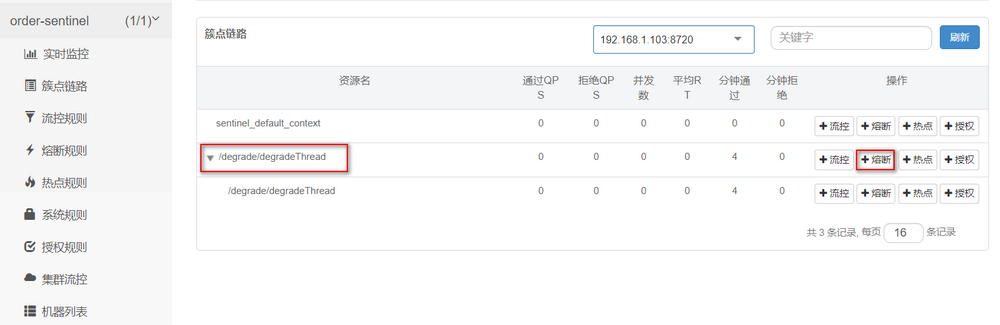 order-sentinel (1/1)
实时监控
簇点链路
流控规则
熔断规则
热点规则
系统规则
授权规则
集群流控
机器列表
簇点链路
192.168.1.103:8720
关键字
刷新
资源名 通过QPS 拒绝QPS 并发数 平均RT 分钟通过 分钟拒绝 操作
sentinel_default_context 0 0 0 0 0 0 +流控 +熔断 +热点 +授权
/degrade/degradeThread 0 0 0 0 4 0 +流控 +熔断 +热点 +授权
/degrade/degradeThread 0 0 0 0 4 0 +流控 +熔断 +热点 +授权
共 3 条记录, 每页 16 条记录